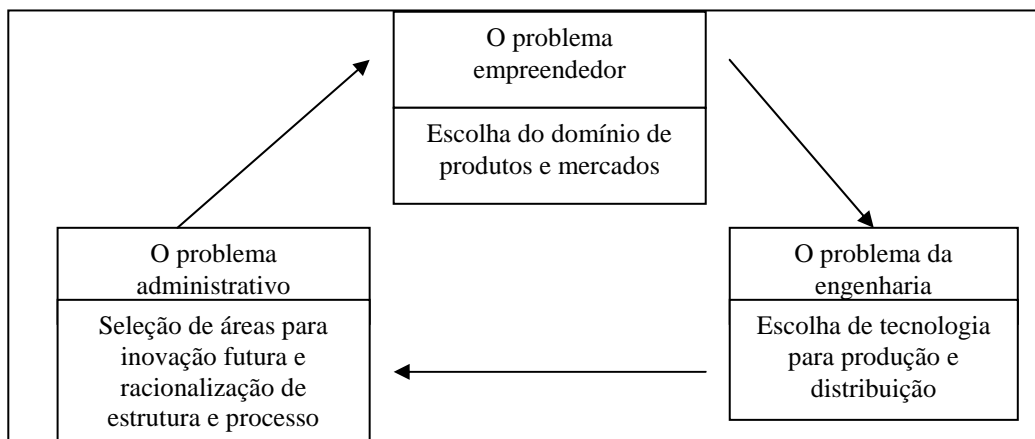 O problema
empreendedor
Escolha do domínio de
produtos e mercados
O problema
administrativo
Seleção de áreas para
inovação futura e
racionalização de
estrutura e processo
O problema da
engenharia
Escolha de tecnologia
para produção e
distribuição